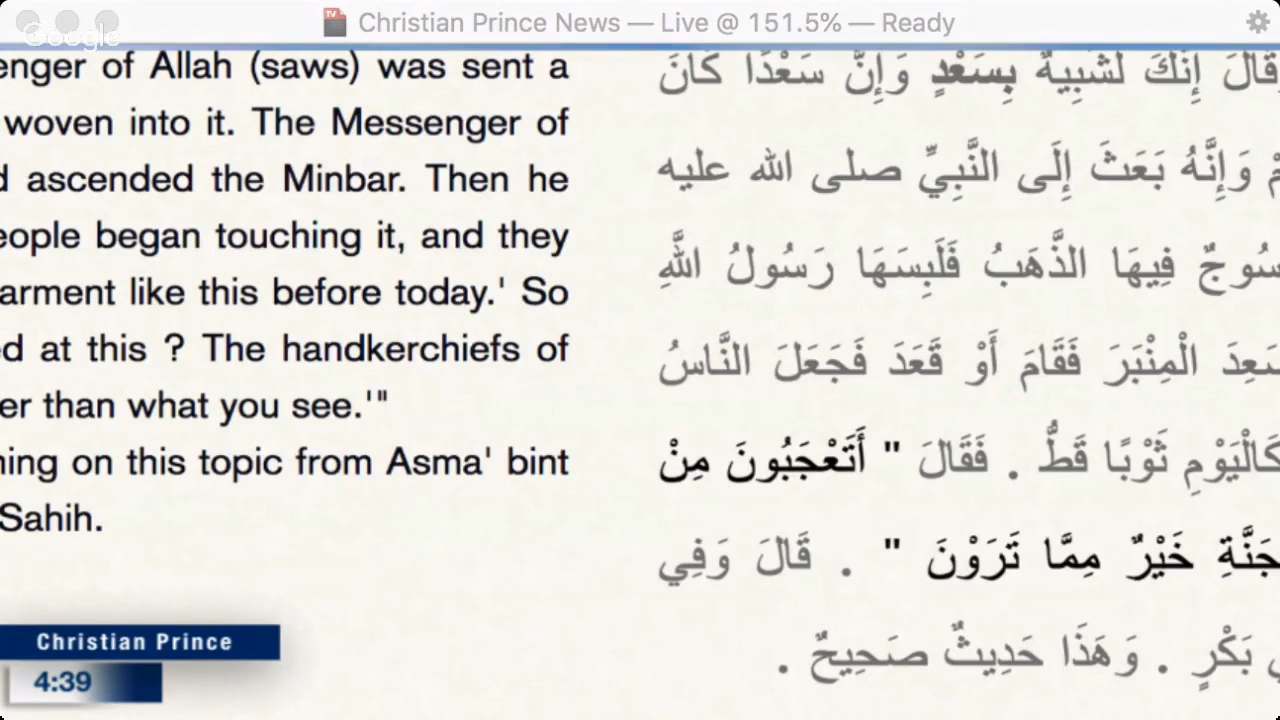 Christian Prince News — Live @ 151.5% — Ready
Google
enger of Allah (saws) was sent a
woven into it. The Messenger of
d ascended the Minbar. Then he
eople began touching it, and they
arment like this before today.' So
ed at this ? The handkerchiefs of
er than what you see.'"
ning on this topic from Asma' bint
Sahih.
وَقَالَ إِنَّكَ لَشَبِيهٌ بِسَعْدٍ وَإِنَّ سَعْدًا كَانَ
وَإِنَّهُ بَعَثَ إِلَى النَّبِيِّ صلى الله عليه
سُوجٌ فِيهَا الذَّهَبُ فَلَبِسَهَا رَسُولُ اللَّهِ
سَعِدَ الْمِنْبَرَ فَقَامَ أَوْ قَعَدَ فَجَعَلَ النَّاسُ
كَالْيَوْمِ ثَوْبًا قَطُّ . فَقَالَ " أَتَعْجَبُونَ مِنْ
جَنَّةِ خَيْرٌ مِمَّا تَرَوْنَ " . قَالَ وَفِي
بَكْرٍ . وَهَذَا حَدِيثٌ صَحِيحٌ .
Christian Prince
4:39